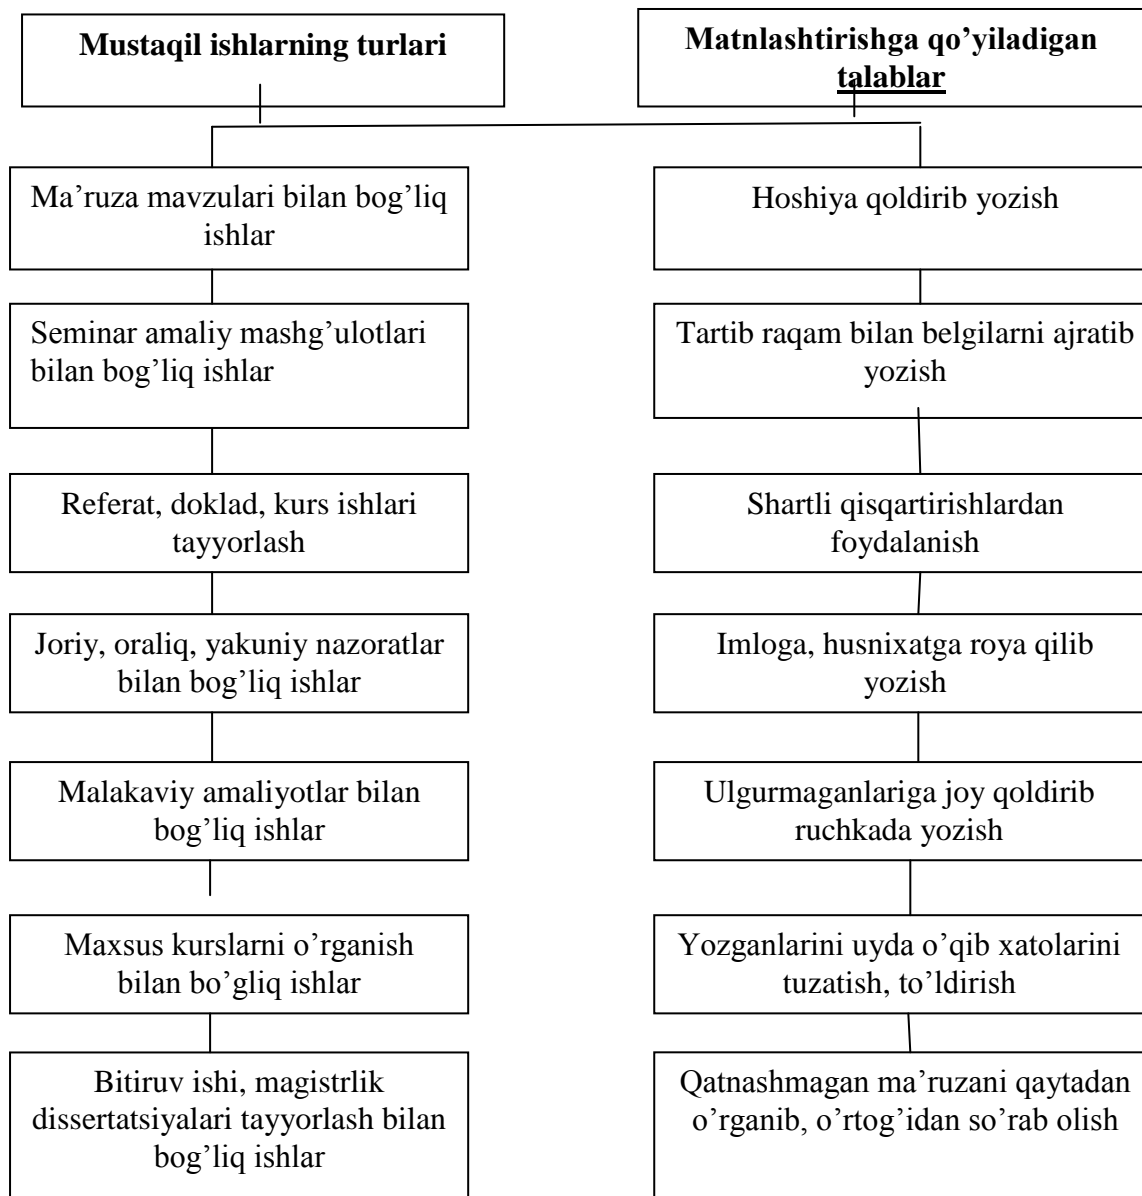 Mustaqil ishlarning turlari
Matnlashtirishga qo’yiladigan
talablar
Ma’ruza mavzulari bilan bog’liq
ishlar
Hoshiya qoldirib yozish
Seminar amaliy mashg’ulotlari
bilan bog’liq ishlar
Tartib raqam bilan belgilarni ajratib
yozish
Referat, doklad, kurs ishlari
tayyorlash
Shartli qisqartirishlardan
foydalanish
Joriy, oraliq, yakuniy nazoratlar
bilan bog’liq ishlar
Imloga, husnixatga roya qilib
yozish
Malakaviy amaliyotlar bilan
bog’liq ishlar
Ulgurmaganlariga joy qoldirib
ruchkada yozish
Maxsus kurslarni o’rganish
bilan bo’gliq ishlar
Yozganlarini uyda o’qib xatolarini
tuzatish, to’ldirish
Bitiruv ishi, magistrlik
dissertatsiyalari tayyorlash bilan
bog’liq ishlar
Qatnashmagan ma’ruzani qaytadan
o’rganib, o’rtog’idan so’rab olish